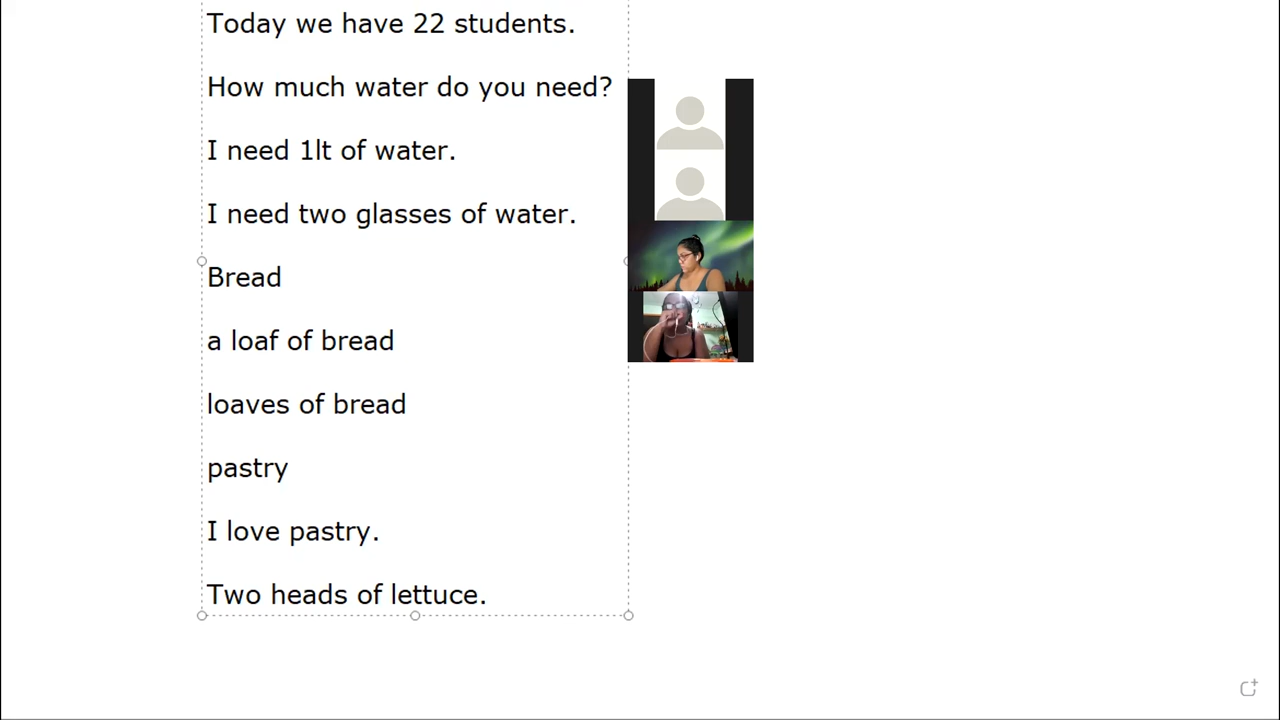 Today we have 22 students.
How much water do you need?
I need 1lt of water.
I need two glasses of water.
Bread
a loaf of bread
loaves of bread
pastry
I love pastry.
Two heads of lettuce.